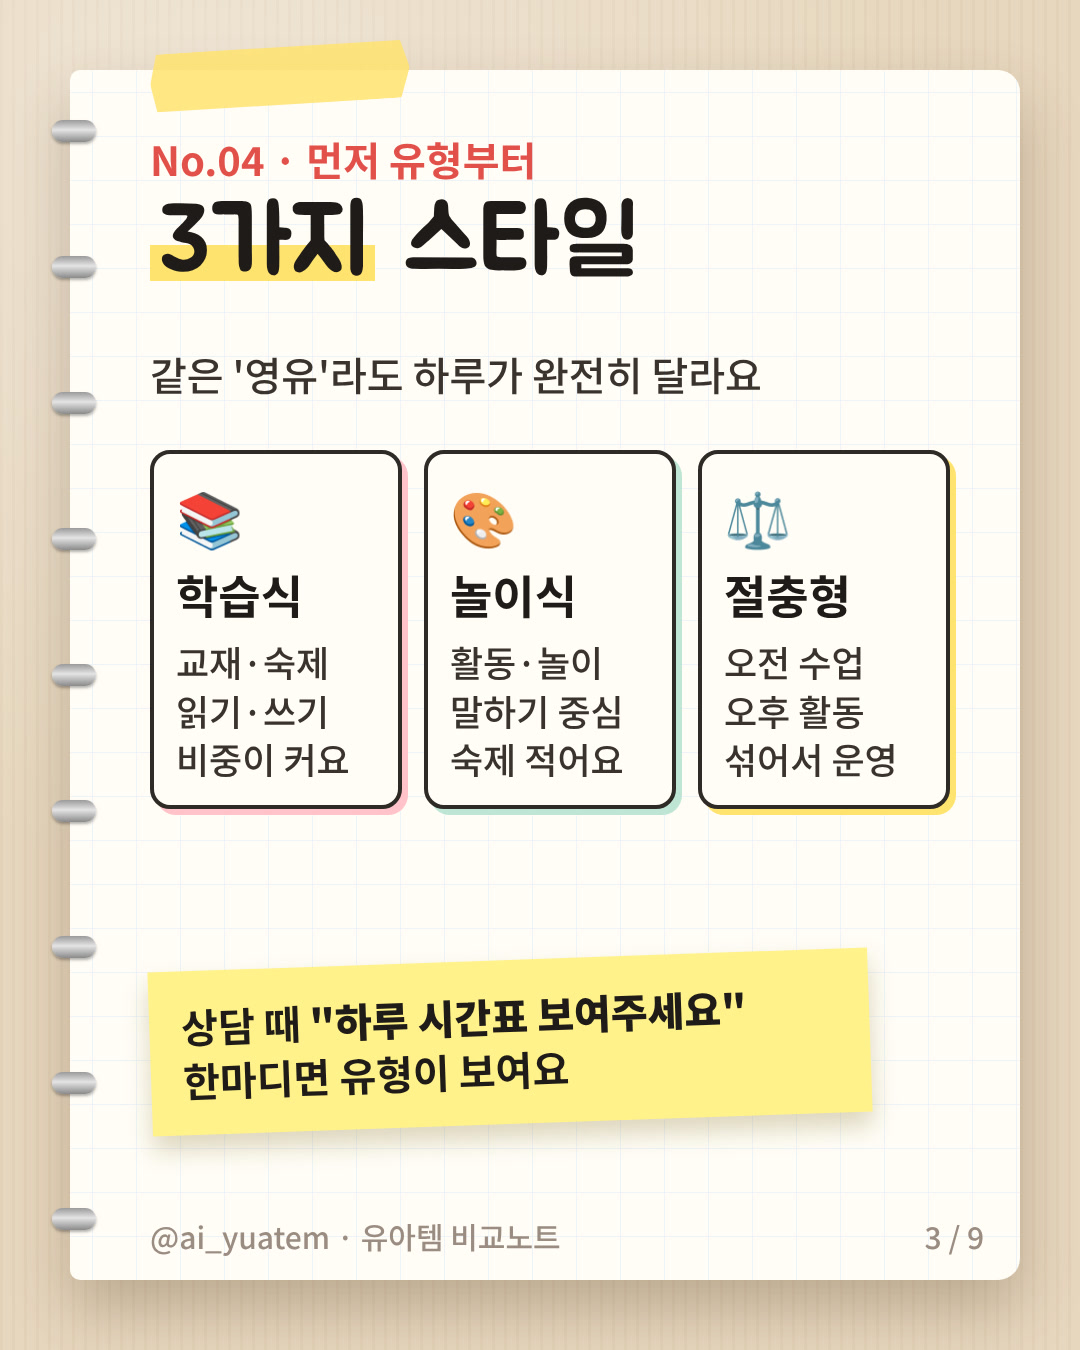 No.04 · 먼저 유형부터
3가지 스타일
같은 '영유'라도 하루가 완전히 달라요
학습식
교재·숙제
읽기·쓰기
비중이 커요
놀이식
활동·놀이
말하기 중심
숙제 적어요
절충형
오전 수업
오후 활동
섞어서 운영
상담 때 "하루 시간표 보여주세요"
한마디면 유형이 보여요
@ai_yuatem · 유아템 비교노트
3 / 9